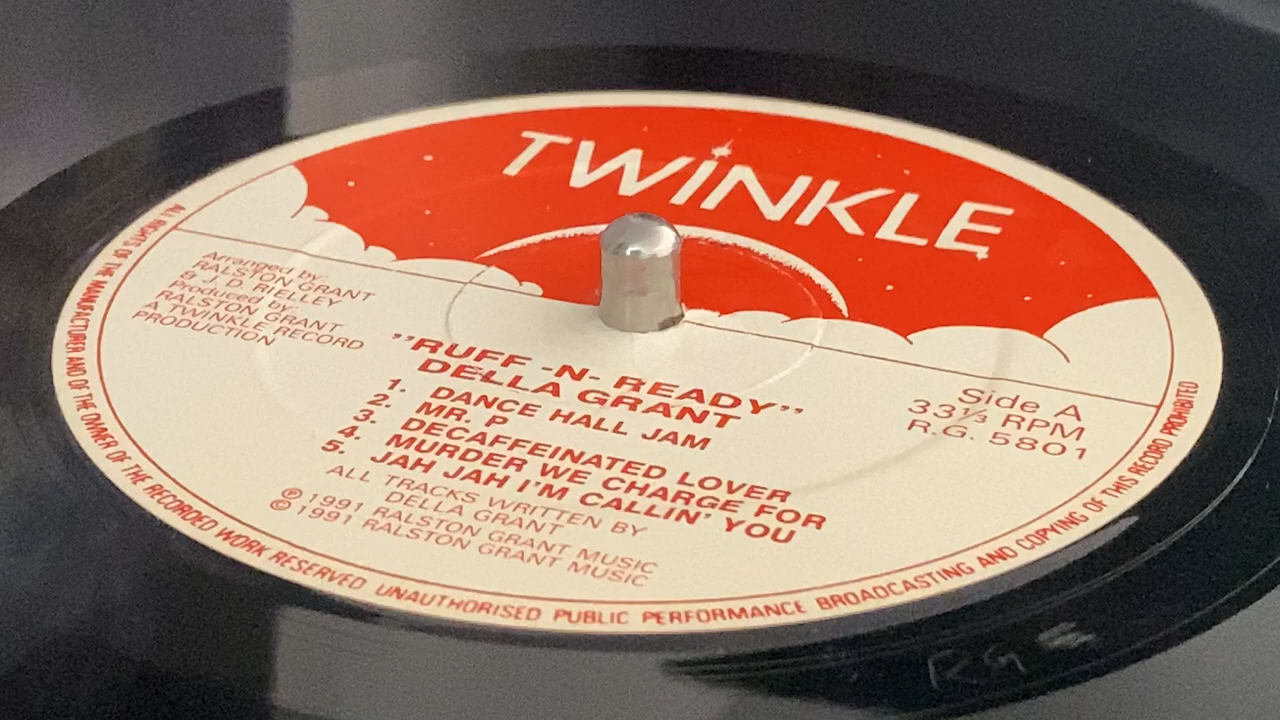 TWINKLE
Arranged by:
RALSTON GRANT
& J. D. RIELLEY
Produced by:
RALSTON GRANT
A TWINKLE RECORD
PRODUCTION
Side A
33⅓ RPM
R.G. 5801
"RUFF -N- READY"
DELLA GRANT
1. DANCE HALL JAM
2. MR. P
3. DECAFFEINATED LOVER
4. MURDER WE CHARGE FOR
5. JAH JAH I'M CALLIN' YOU
ALL TRACKS WRITTEN BY
DELLA GRANT
℗ 1991 RALSTON GRANT MUSIC
© 1991 RALSTON GRANT MUSIC
ALL RIGHTS OF THE MANUFACTURER AND OF THE OWNER OF THE RECORDED WORK RESERVED UNAUTHORISED PUBLIC PERFORMANCE BROADCASTING AND COPYING OF THIS RECORD PROHIBITED
RG